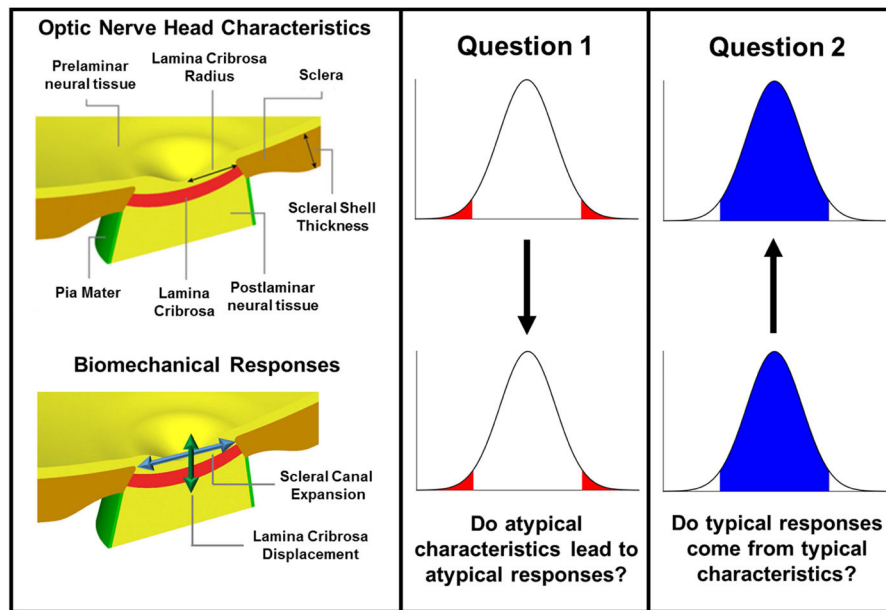 Optic Nerve Head Characteristics
Prelaminar
neural tissue
Lamina Cribrosa
Radius
Sclera
Scleral Shell
Thickness
Pia Mater
Lamina
Cribrosa
Postlaminar
neural tissue
Biomechanical Responses
Scleral Canal
Expansion
Lamina Cribrosa
Displacement
Question 1
Do atypical
characteristics lead to
atypical responses?
Question 2
Do typical responses
come from typical
characteristics?